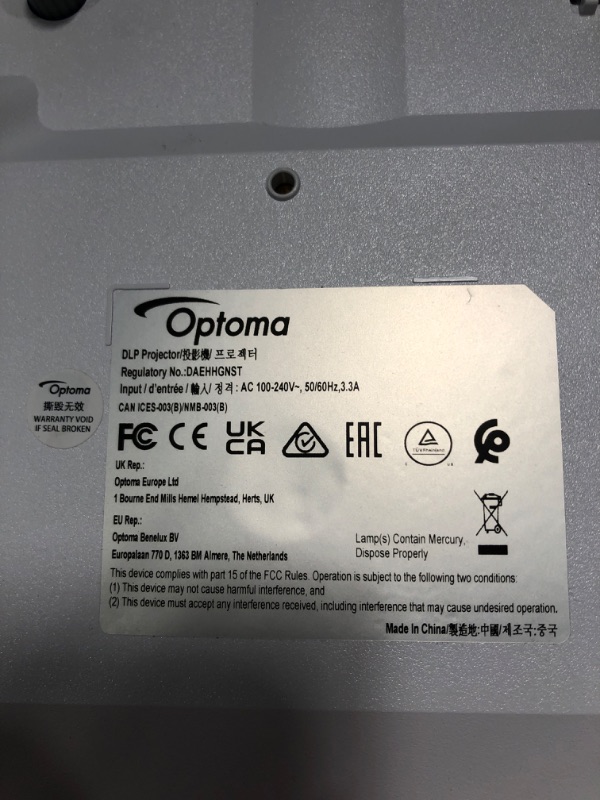 Optoma
DLP Projector/投影機/ 프로젝터
Regulatory No.:DAEHHGNST
Input / d'entrée / 輸入/ 정격 : AC 100-240V~, 50/60Hz,3.3A
CAN ICES-003(B)/NMB-003(B)
Optoma
撕毁无效
WARRANTY VOID
IF SEAL BROKEN
FC CE UK CA EAC TÜVRheinland
UK Rep.:
Optoma Europe Ltd
1 Bourne End Mills Hemel Hempstead, Herts, UK
EU Rep.:
Optoma Benelux BV
Europalaan 770 D, 1363 BM Almere, The Netherlands
Lamp(s) Contain Mercury,
Dispose Properly
This device complies with part 15 of the FCC Rules. Operation is subject to the following two conditions:
(1) This device may not cause harmful interference, and
(2) This device must accept any interference received, including interference that may cause undesired operation.
Made In China/製造地:中國/제조국:중국